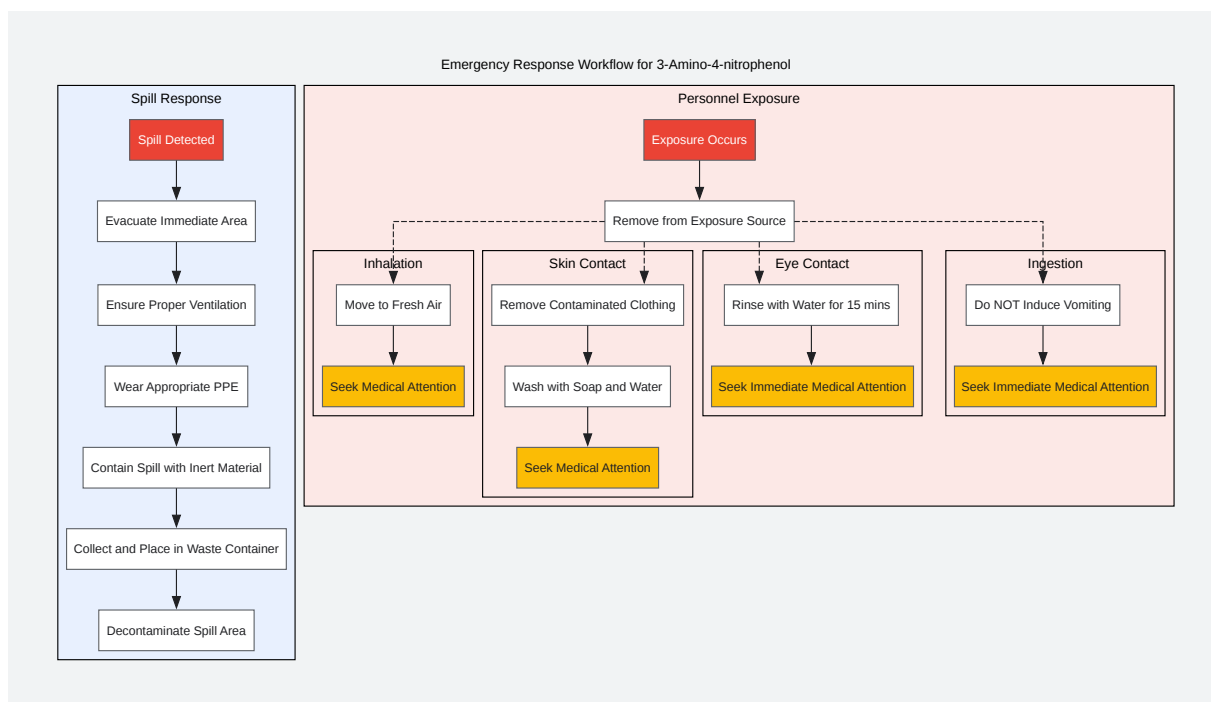 Emergency Response Workflow for 3-Amino-4-nitrophenol
Spill Response
Spill Detected
Evacuate Immediate Area
Ensure Proper Ventilation
Wear Appropriate PPE
Contain Spill with Inert Material
Collect and Place in Waste Container
Decontaminate Spill Area
Personnel Exposure
Exposure Occurs
Remove from Exposure Source
Inhalation
Move to Fresh Air
Seek Medical Attention
Skin Contact
Remove Contaminated Clothing
Wash with Soap and Water
Seek Medical Attention
Eye Contact
Rinse with Water for 15 mins
Seek Immediate Medical Attention
Ingestion
Do NOT Induce Vomiting
Seek Immediate Medical Attention